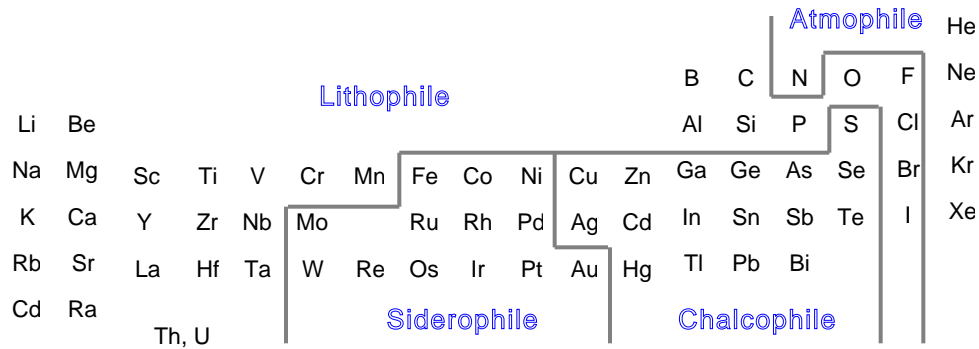 Atmophile He
B C N O F Ne
Lithophile
Li Be Al Si P S Cl Ar
Na Mg Sc Ti V Cr Mn Fe Co Ni Cu Zn Ga Ge As Se Br Kr
K Ca Y Zr Nb Mo Ru Rh Pd Ag Cd In Sn Sb Te I Xe
Rb Sr La Hf Ta W Re Os Ir Pt Au Hg Tl Pb Bi
Cd Ra
Siderophile Chalcophile
Th, U